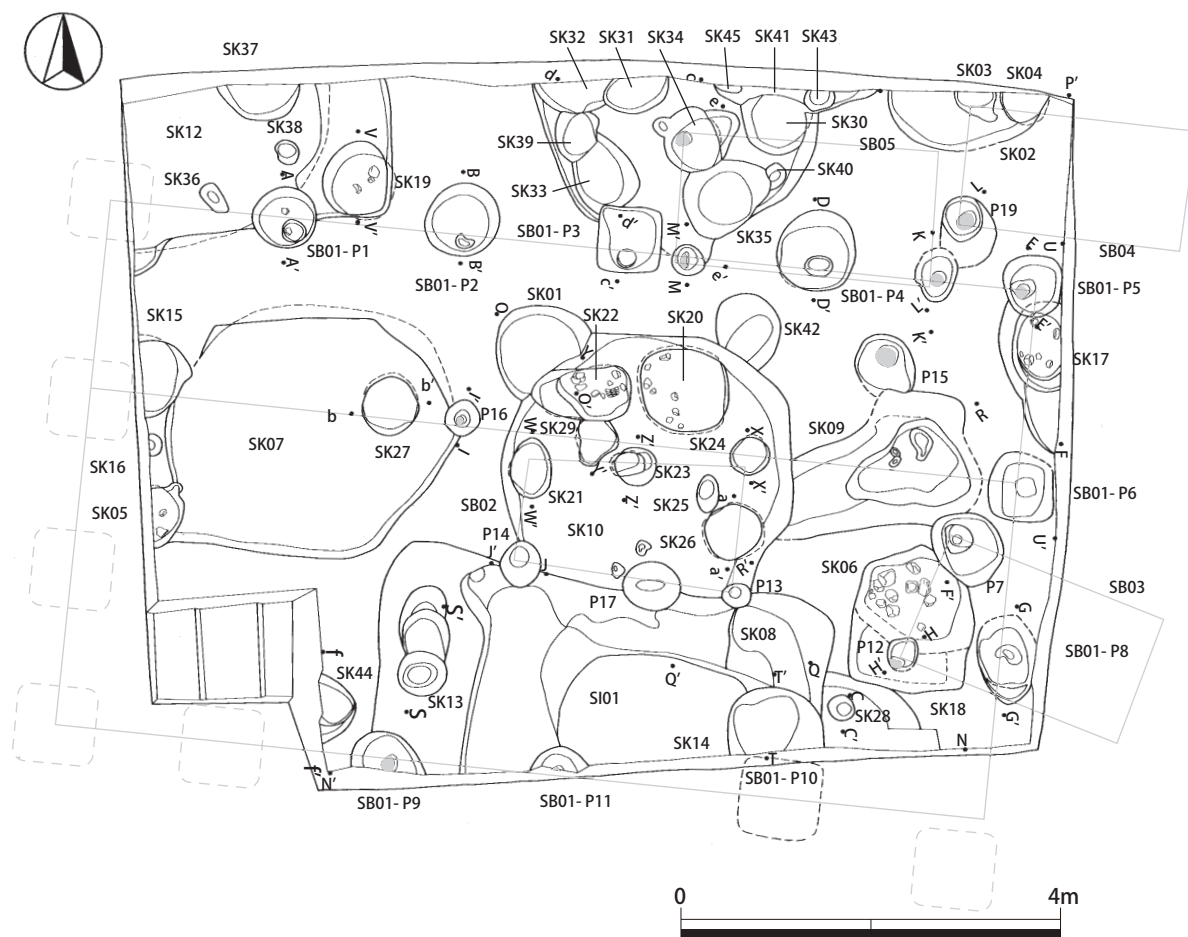 SK37
SK32
SK31
SK34
SK45
SK41
SK43
SK03
SK04
P'
d
c
e
SK12
SK38
V
SK39
SK30
SB05
SK02
SK36
A
SK19
B
SK33
SK40
D
L
P19
V'
SB01-P1
SB01-P3
d'
M'
SK35
K
E
U
SB04
A'
B'
SB01-P2
c'
M
e'
D'
SB01-P4
L'
SB01-P5
E'
SK15
O
SK01
SK22
SK20
SK42
K'
SK17
Y
P15
b
b'
I
P16
O'
R
W
SK29
Z
SK24
X
SK09
F
SK16
SK07
SK27
I'
Y'
SK23
X'
SB01-P6
SK05
SB02
SK21
Z'
SK25
a
W'
SK10
SK26
U'
P14
J'
J
a'
R'
SK06
P7
SB03
S'
P17
P13
F'
G
f
SK08
P12
H
H'
SB01-P8
SK44
SK13
SI01
Q'
T'
Q
C
SK28
SK18
G'
S
SK14
C'
N
f'
N'
T
SB01-P9
SB01-P11
SB01-P10
0
4m